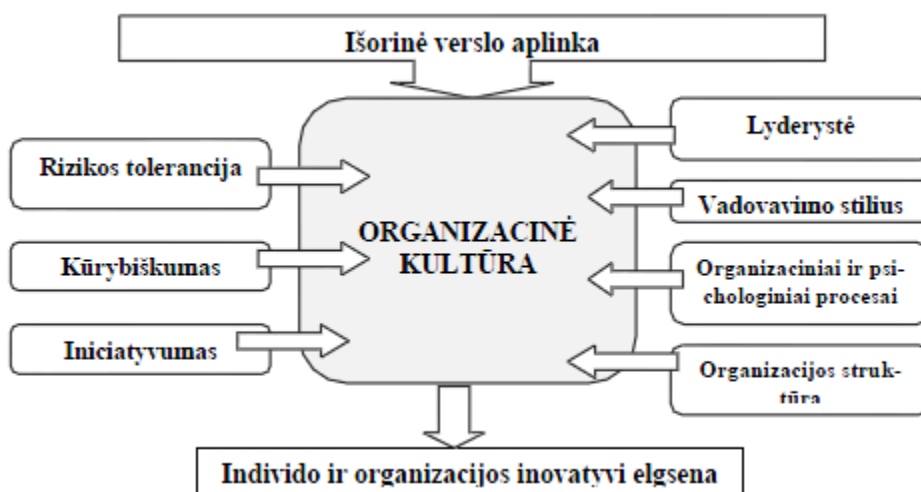 Išorinė verslo aplinka
Rizikos tolerancija
Kūrybiškumas
Iniciatyvumas
ORGANIZACINĖ
KULTŪRA
Lyderystė
Vadovavimo stilius
Organizaciniai ir psi-
chologiniai procesai
Organizacijos struk-
tūra
Individo ir organizacijos inovatyvi elgsena